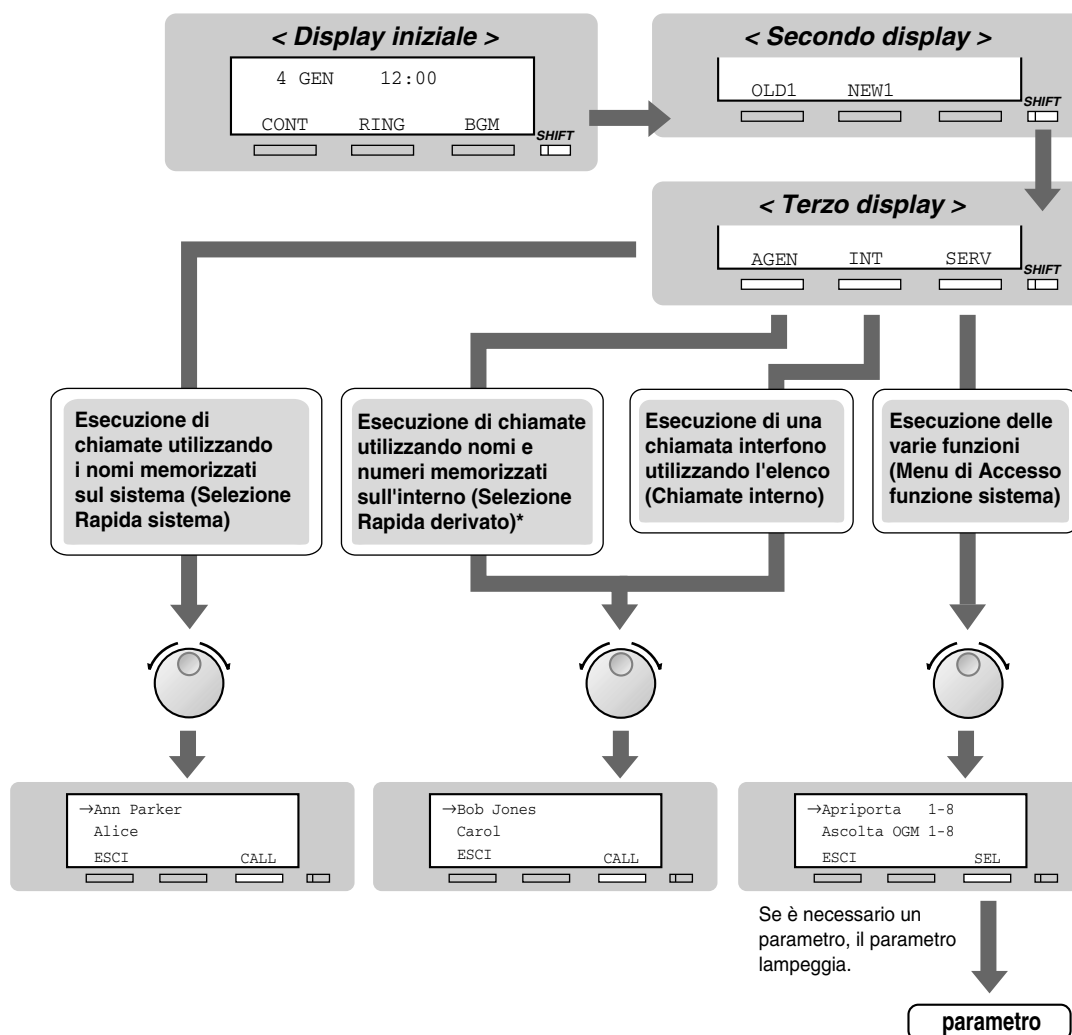 < Display iniziale >
4 GEN 12:00
CONT RING BGM
SHIFT
< Secondo display >
OLD1 NEW1
SHIFT
< Terzo display >
AGEN INT SERV
SHIFT
Esecuzione di
chiamate utilizzando
i nomi memorizzati
sul sistema (Selezione
Rapida sistema)
Esecuzione di chiamate
utilizzando nomi e
numeri memorizzati
sull'interno (Selezione
Rapida derivato)*
Esecuzione di una
chiamata interfono
utilizzando l'elenco
(Chiamate interno)
Esecuzione delle
varie funzioni
(Menu di Accesso
funzione sistema)
→Ann Parker
Alice
ESCI CALL
→Bob Jones
Carol
ESCI CALL
→Apriporta 1-8
Ascolta OGM 1-8
ESCI SEL
Se è necessario un
parametro, il parametro
lampeggia.
parametro